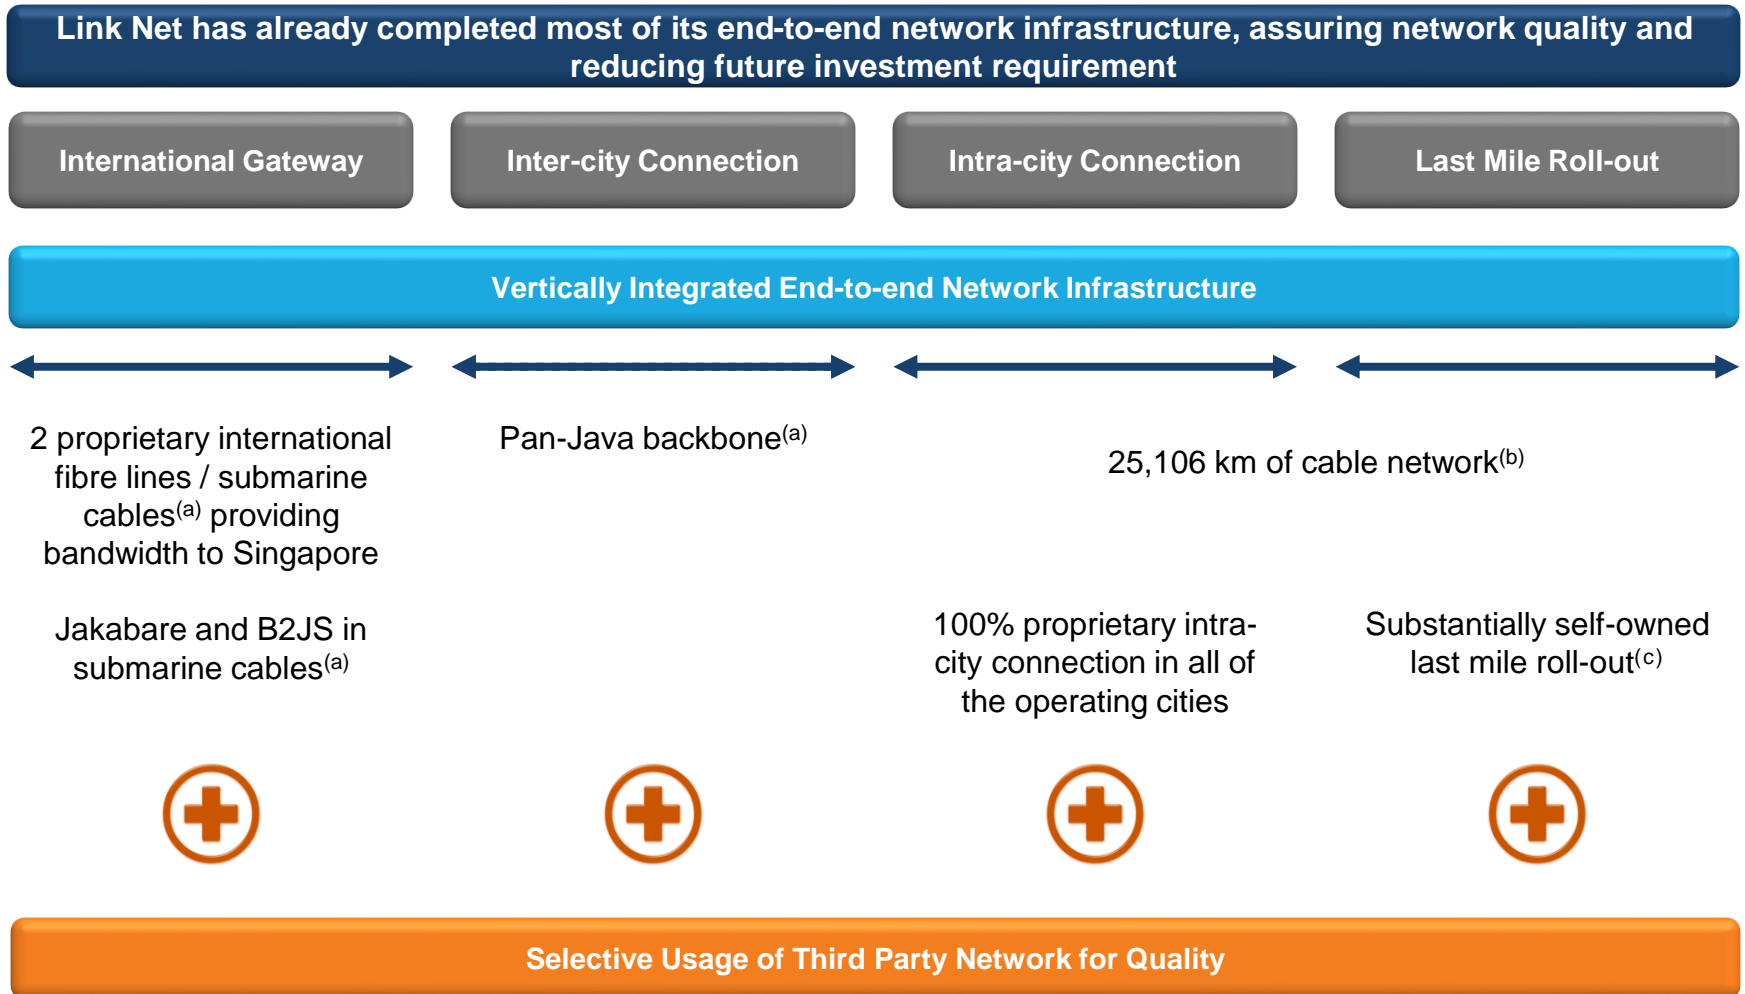 Link Net has already completed most of its end-to-end network infrastructure, assuring network quality and
reducing future investment requirement
International Gateway
Inter-city Connection
Intra-city Connection
Last Mile Roll-out
Vertically Integrated End-to-end Network Infrastructure
2 proprietary international
fibre lines / submarine
cables(a) providing
bandwidth to Singapore
Jakabare and B2JS in
submarine cables(a)
Pan-Java backbone(a)
25,106 km of cable network(b)
100% proprietary intra-
city connection in all of
the operating cities
Substantially self-owned
last mile roll-out(c)
Selective Usage of Third Party Network for Quality